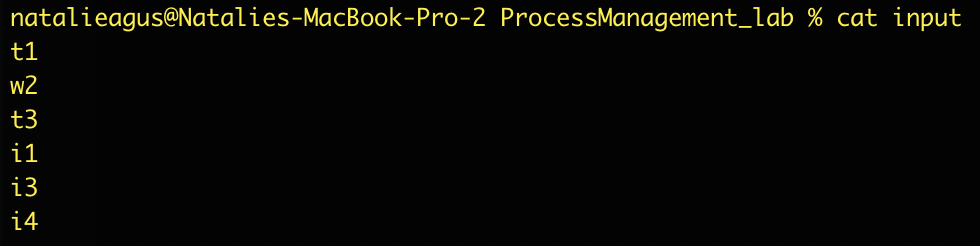 natalieagus@Natalies-MacBook-Pro-2 ProcessManagement_lab % cat input
t1
w2
t3
i1
i3
i4